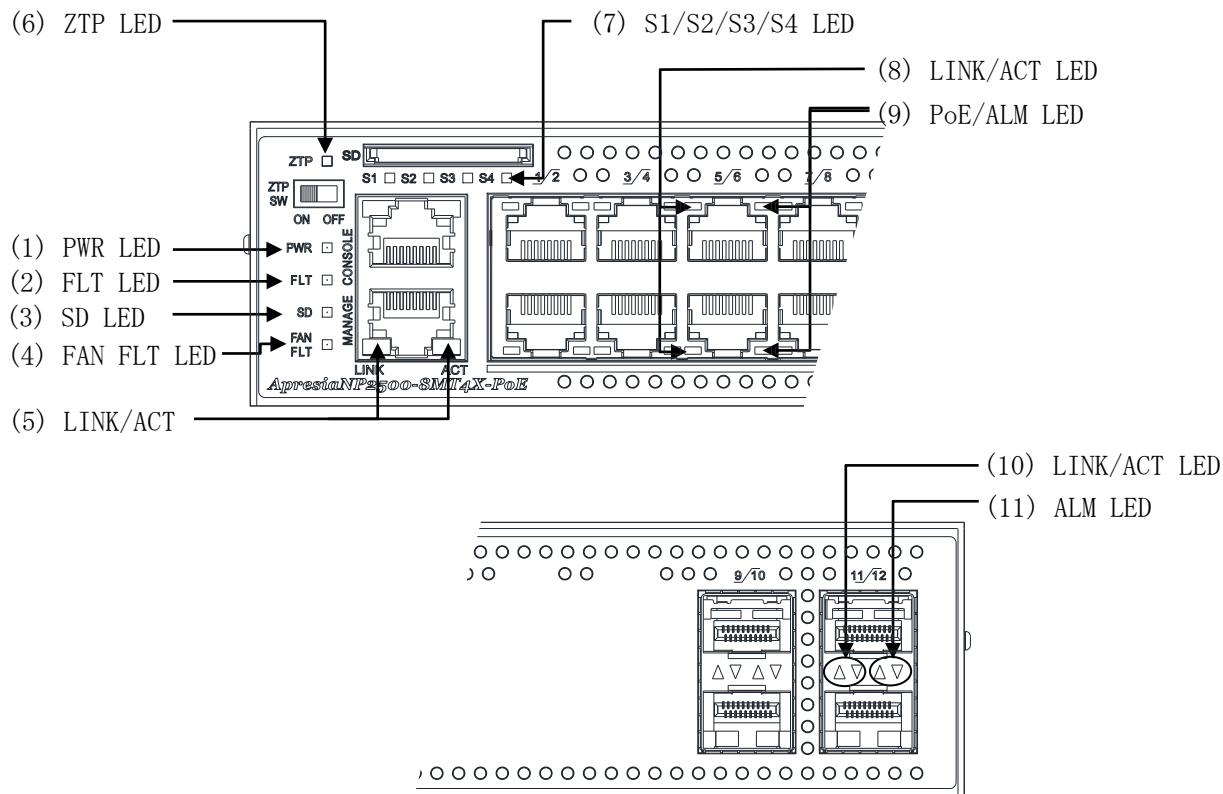 (6) ZTP LED
(7) S1/S2/S3/S4 LED
(8) LINK/ACT LED
(9) PoE/ALM LED
ZTP
SD
S1 S2 S3 S4
1/2
3/4
5/6
7/8
ZTP SW
ON OFF
(1) PWR LED
PWR
CONSOLE
(2) FLT LED
FLT
(3) SD LED
SD
MANAGE
(4) FAN FLT LED
FAN FLT
LINK ACT
ApresiaNP2500-8MT4X-PoE
(5) LINK/ACT
(10) LINK/ACT LED
(11) ALM LED
9/10
11/12